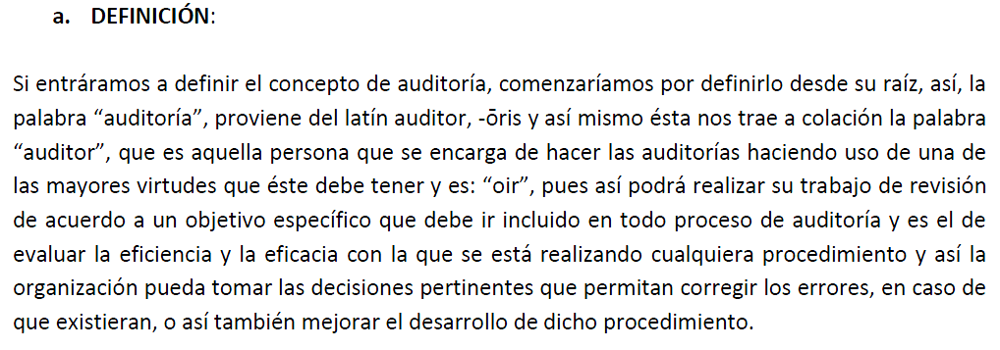 a. DEFINICIÓN:
Si entráramos a definir el concepto de auditoría, comenzaríamos por definirlo desde su raíz, así, la
palabra “auditoría”, proviene del latín auditor, -ōris y así mismo ésta nos trae a colación la palabra
“auditor”, que es aquella persona que se encarga de hacer las auditorías haciendo uso de una de
las mayores virtudes que éste debe tener y es: “oir”, pues así podrá realizar su trabajo de revisión
de acuerdo a un objetivo específico que debe ir incluido en todo proceso de auditoría y es el de
evaluar la eficiencia y la eficacia con la que se está realizando cualquiera procedimiento y así la
organización pueda tomar las decisiones pertinentes que permitan corregir los errores, en caso de
que existieran, o así también mejorar el desarrollo de dicho procedimiento.